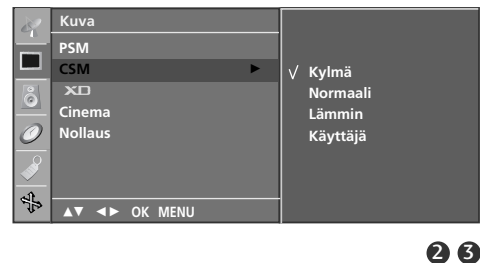 Kuva
PSM
CSM ►
XD
Cinema
Nollaus
▲▼ ◄► OK MENU
√ Kylmä
Normaali
Lämmin
Käyttäjä
2 3